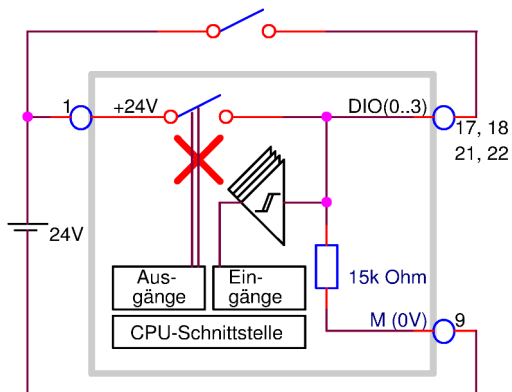 1
+24V
DIO(0..3)
17, 18
21, 22
24V
15k Ohm
Aus-
gänge
Ein-
gänge
CPU-Schnittstelle
M (0V)
9